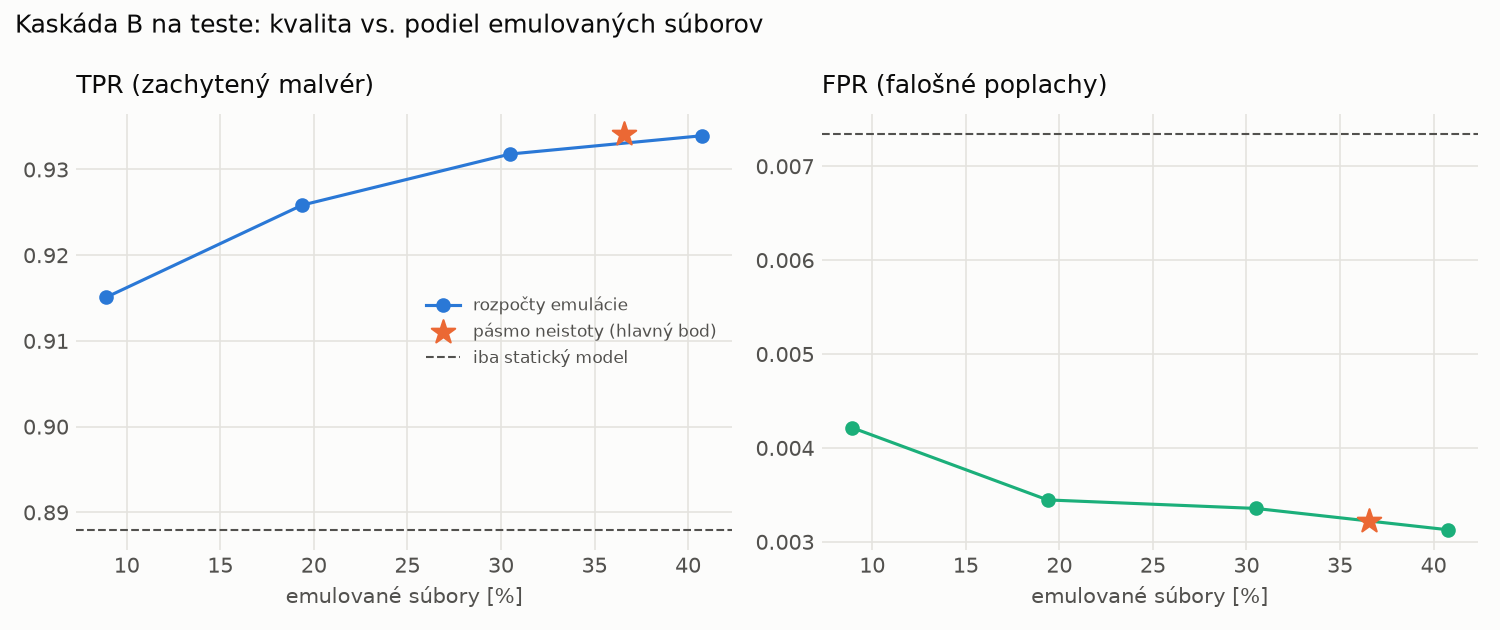 Kaskáda B na teste: kvalita vs. podiel emulovaných súborov
TPR (zachytený malvér)
0.93
0.92
0.91
0.90
0.89
rozpočty emulácie
pásmo neistoty (hlavný bod)
iba statický model
10 15 20 25 30 35 40
emulované súbory [%]
FPR (falošné poplachy)
0.007
0.006
0.005
0.004
0.003
10 15 20 25 30 35 40
emulované súbory [%]